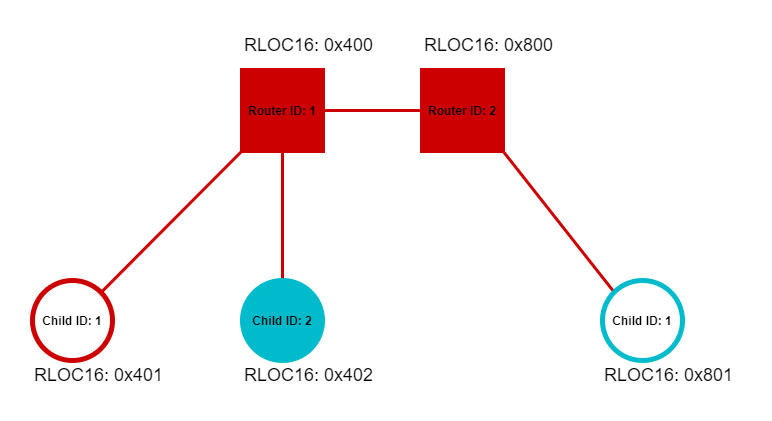 RLOC16: 0x400
RLOC16: 0x800
Router ID: 1
Router ID: 2
Child ID: 1
Child ID: 2
Child ID: 1
RLOC16: 0x401
RLOC16: 0x402
RLOC16: 0x801